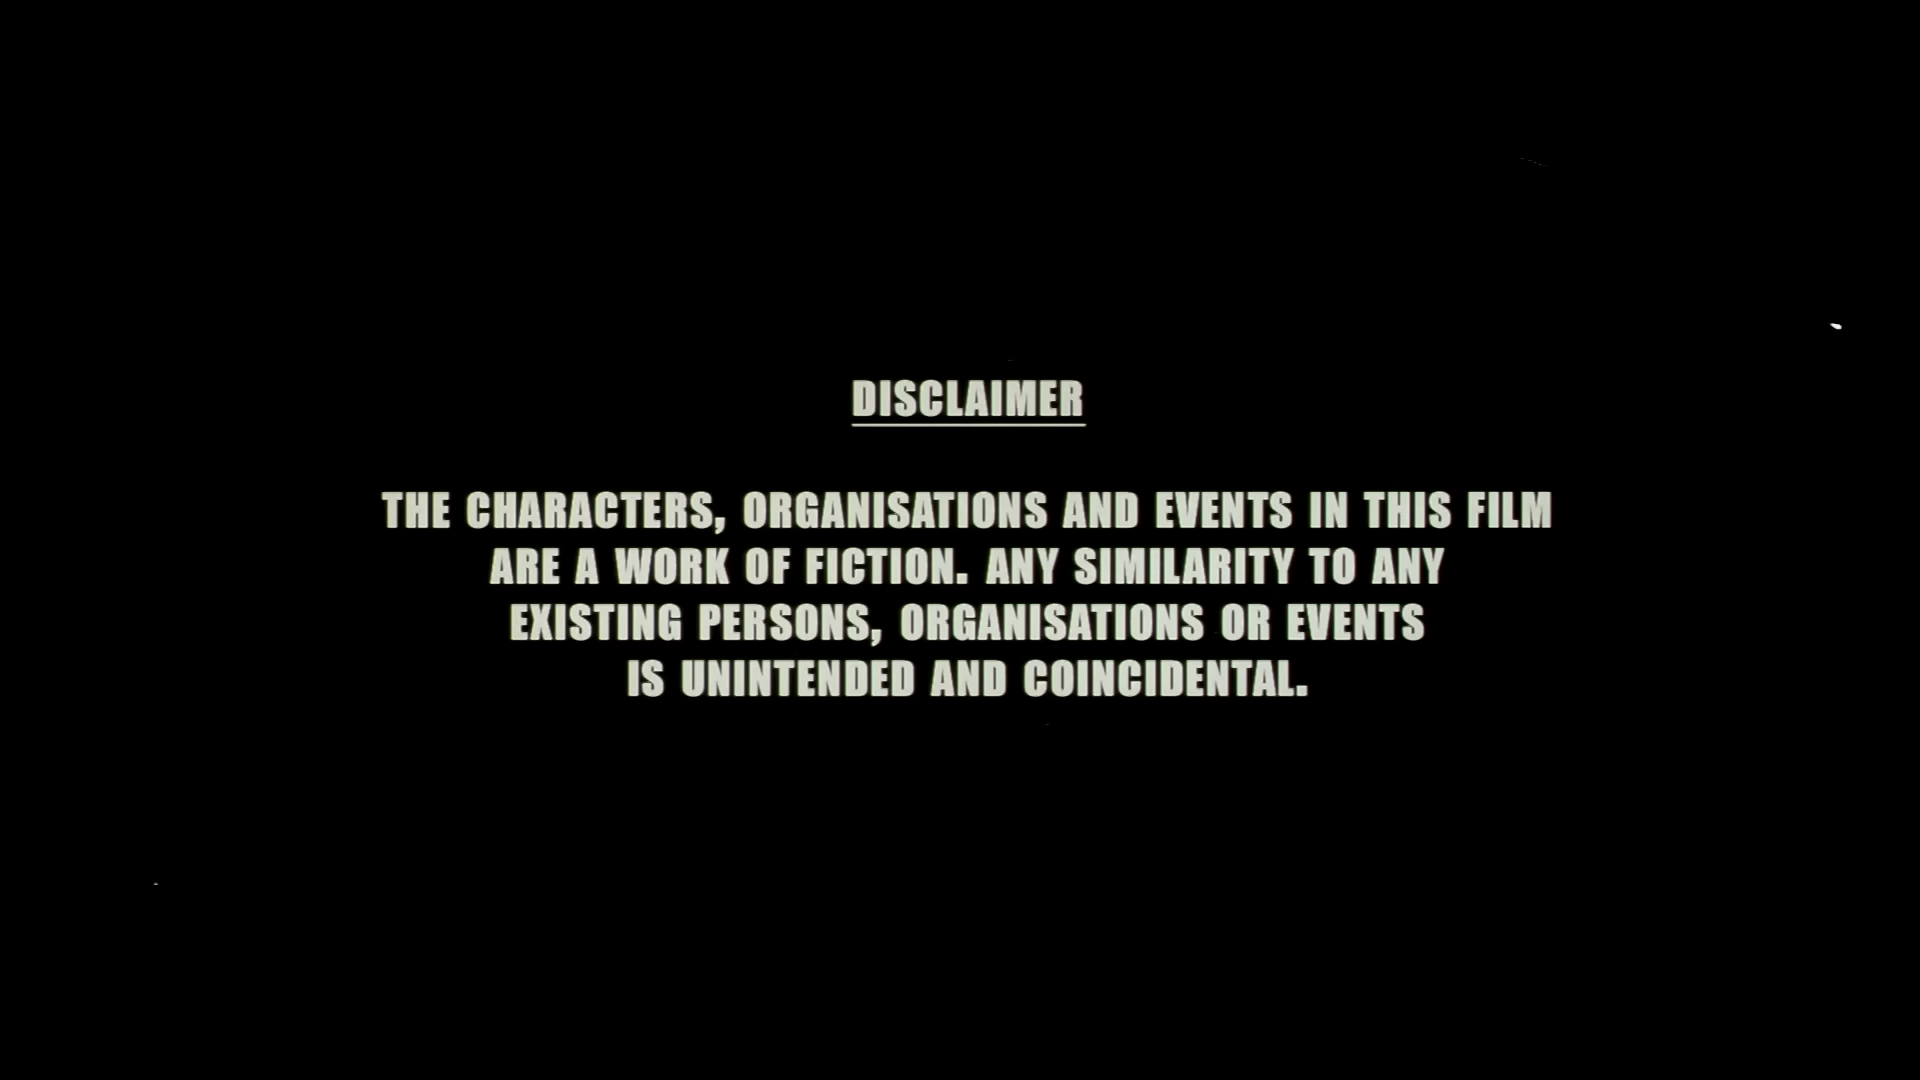 DISCLAIMER
THE CHARACTERS, ORGANISATIONS AND EVENTS IN THIS FILM
ARE A WORK OF FICTION. ANY SIMILARITY TO ANY
EXISTING PERSONS, ORGANISATIONS OR EVENTS
IS UNINTENDED AND COINCIDENTAL.